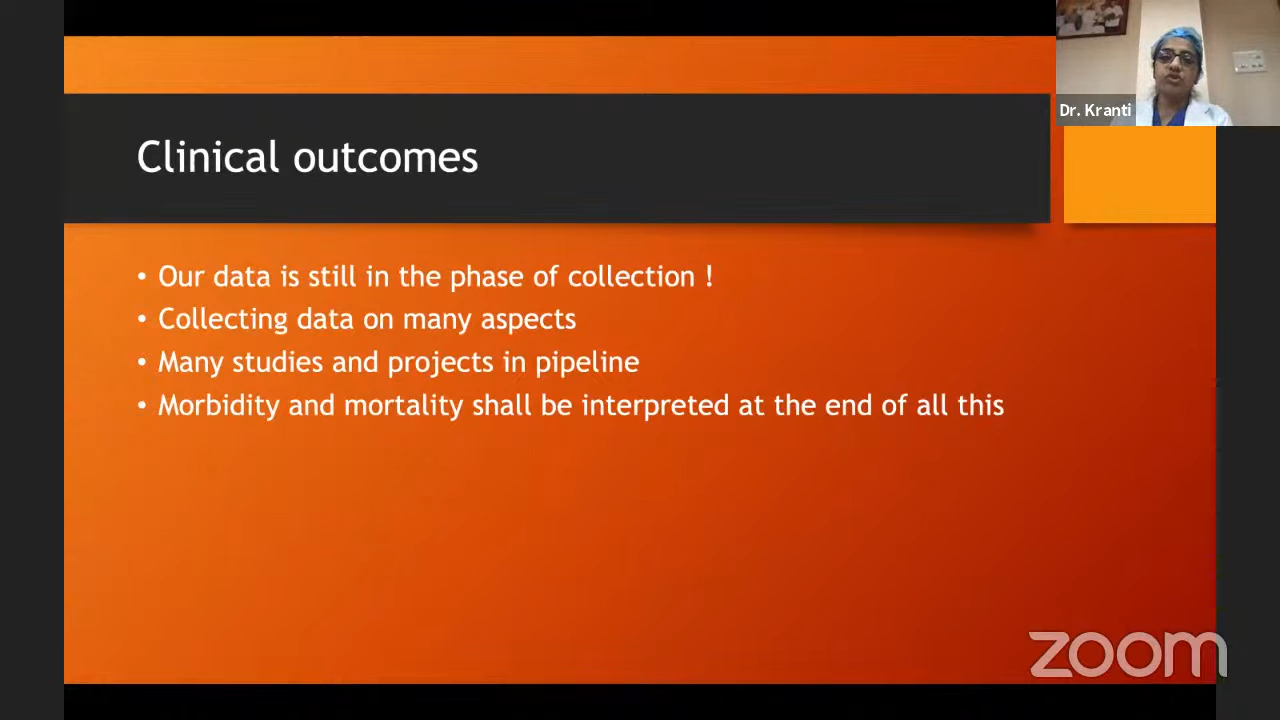 Dr. Kranti
Clinical outcomes
• Our data is still in the phase of collection !
• Collecting data on many aspects
• Many studies and projects in pipeline
• Morbidity and mortality shall be interpreted at the end of all this
zoom